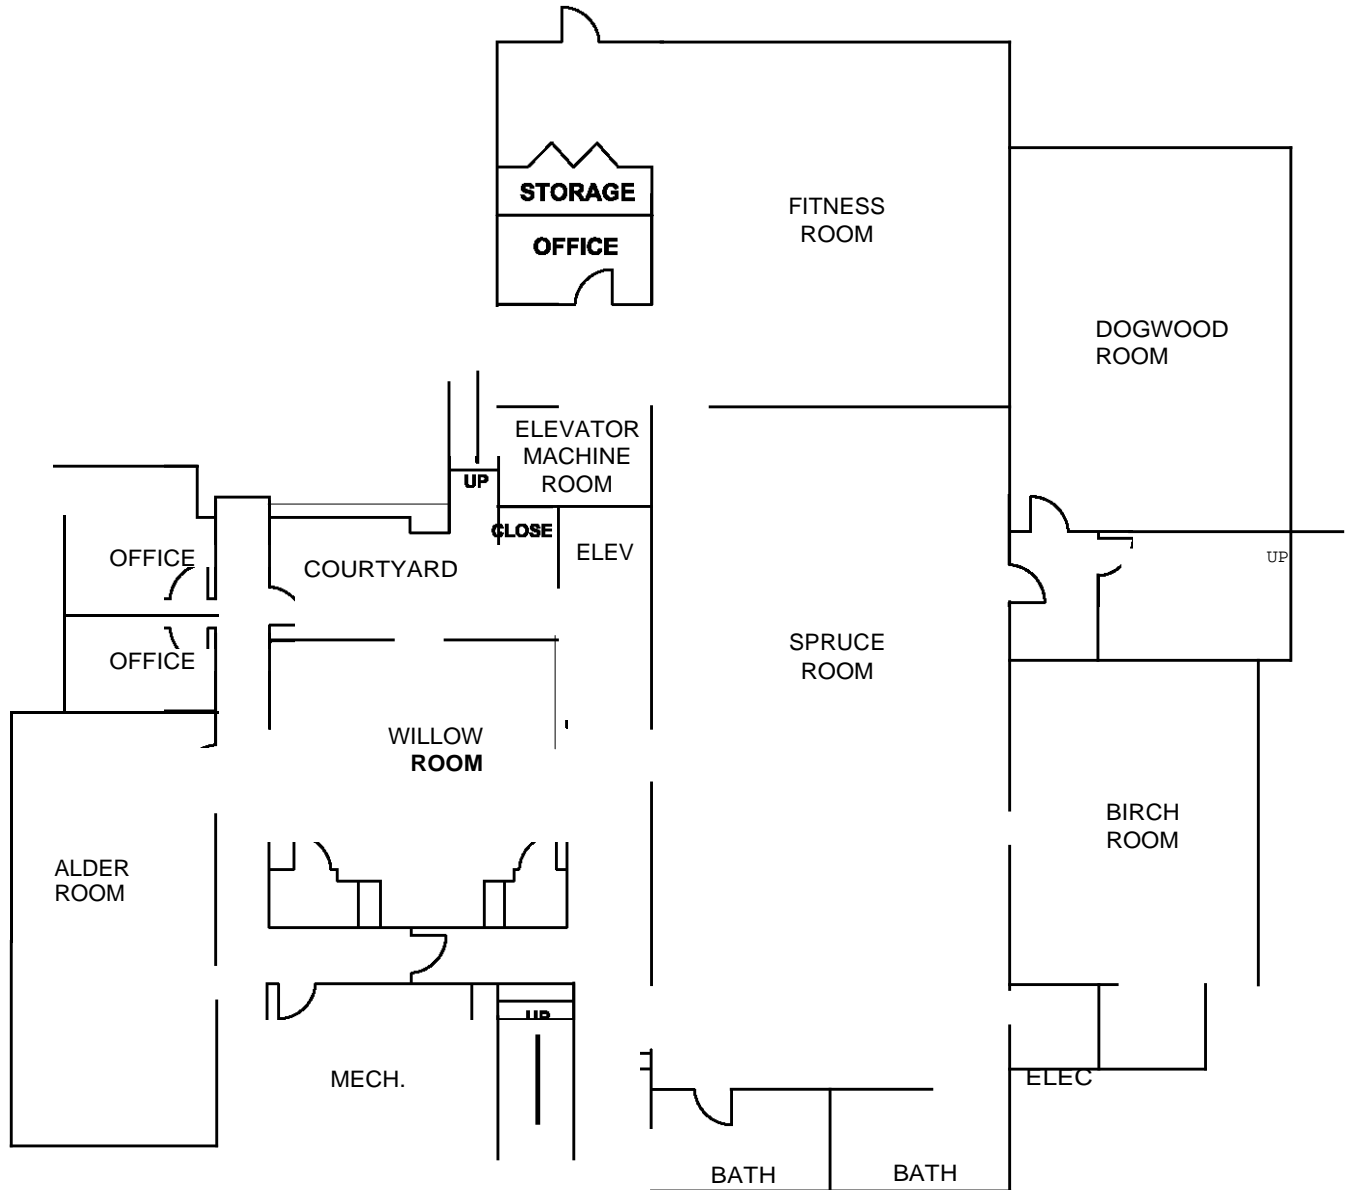 STORAGE
OFFICE
FITNESS
ROOM
DOGWOOD
ROOM
ELEVATOR
MACHINE
ROOM
UP
CLOSE
ELEV
OFFICE
COURTYARD
UP
OFFICE
SPRUCE
ROOM
WILLOW
ROOM
BIRCH
ROOM
ALDER
ROOM
UP
MECH.
ELEC
BATH
BATH